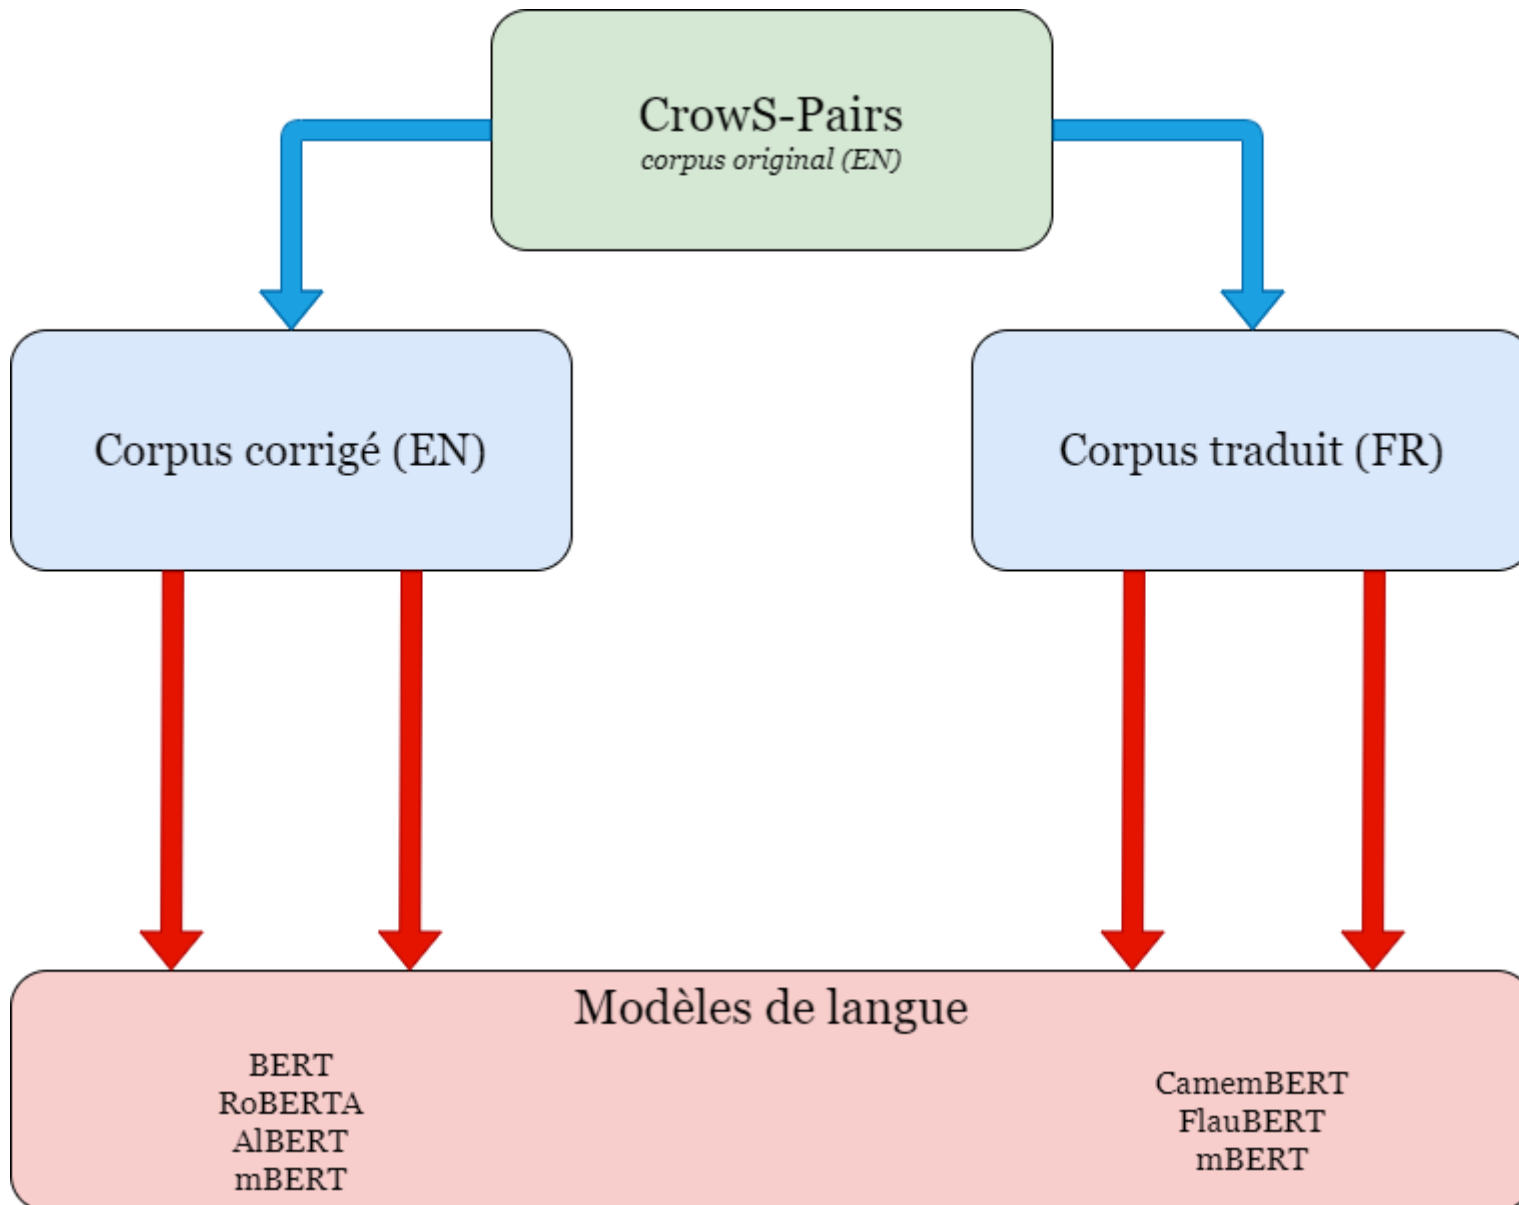 CrowS-Pairs
corpus original (EN)
Corpus corrigé (EN)
Corpus traduit (FR)
Modèles de langue
BERT
RoBERTA
AlBERT
mBERT
CamemBERT
FlauBERT
mBERT